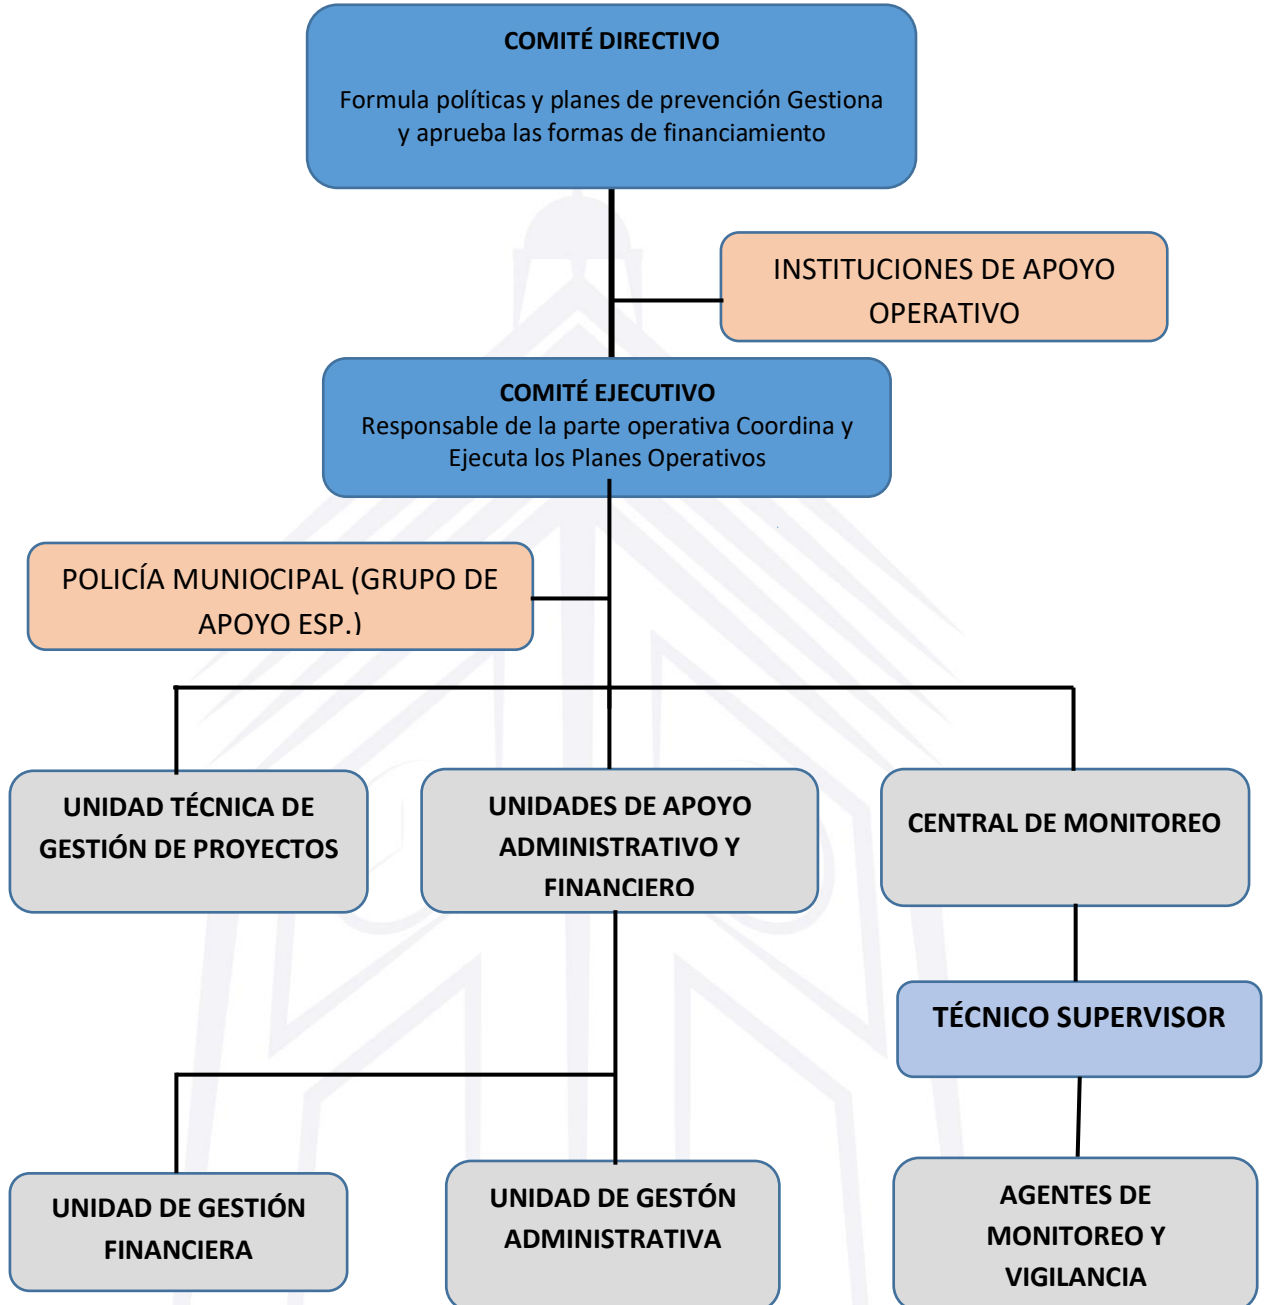 COMITÉ DIRECTIVO
Formula políticas y planes de prevención Gestiona
y aprueba las formas de financiamiento
INSTITUCIONES DE APOYO
OPERATIVO
COMITÉ EJECUTIVO
Responsable de la parte operativa Coordina y
Ejecuta los Planes Operativos
POLICÍA MUNIOCIPAL (GRUPO DE
APOYO ESP.)
UNIDAD TÉCNICA DE
GESTIÓN DE PROYECTOS
UNIDADES DE APOYO
ADMINISTRATIVO Y
FINANCIERO
CENTRAL DE MONITOREO
TÉCNICO SUPERVISOR
UNIDAD DE GESTIÓN
FINANCIERA
UNIDAD DE GESTÓN
ADMINISTRATIVA
AGENTES DE
MONITOREO Y
VIGILANCIA